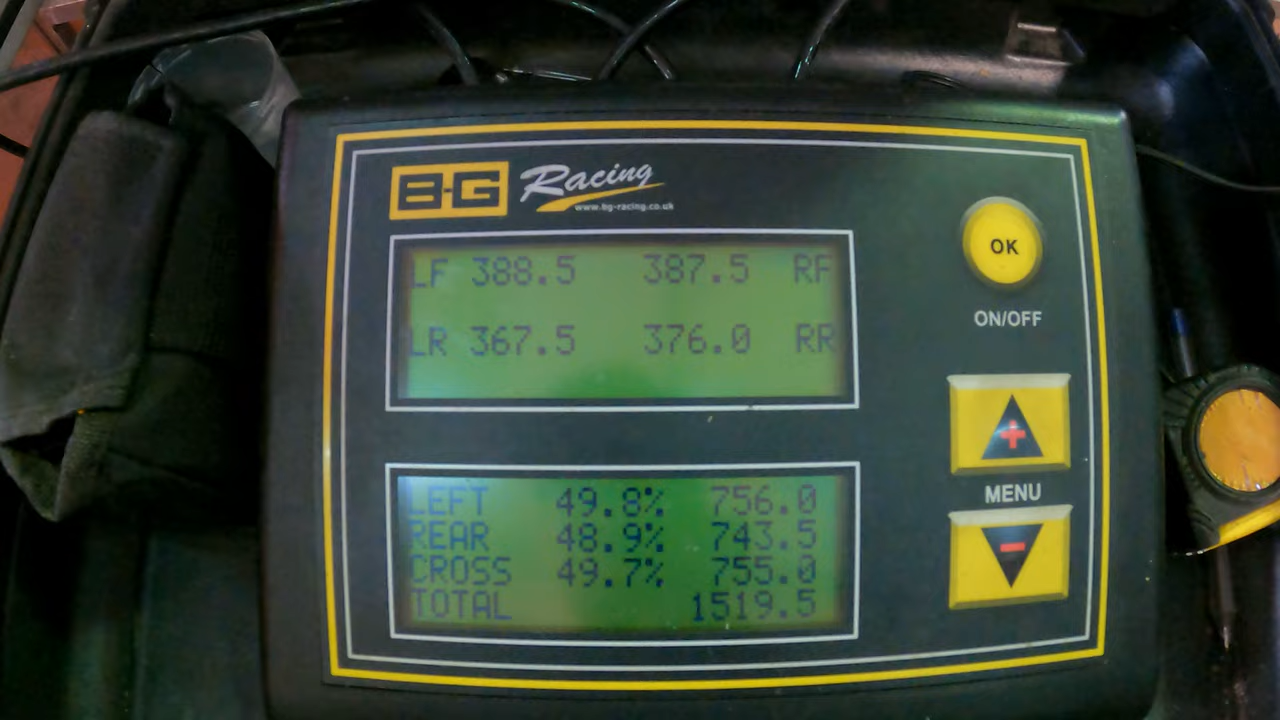 B-G Racing
www.bg-racing.co.uk
OK
ON/OFF
LF 388.5 387.5 RF
LR 367.5 376.0 RR
+
MENU
-
LEFT 49.8% 756.0
REAR 48.9% 743.5
CROSS 49.7% 755.0
TOTAL 1519.5